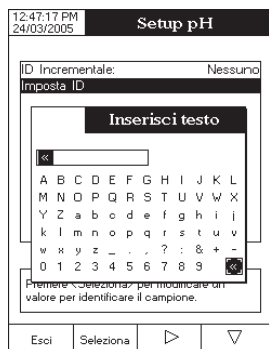 12:47:17 PM
24/03/2005
Setup pH
ID Incrementale: Nessuno
Imposta ID
Inserisci testo
«
A B C D E F G H I J K L
M N O P Q R S T U V W X
Y Z a b c d e f g h i j
k l m n o p q r s t u v
w x y z _ . , ? : & + -
0 1 2 3 4 5 6 7 8 9 «
Premere <Seleziona> per modificare un
valore per identificare il campione.
Esci Seleziona ▷ ▽